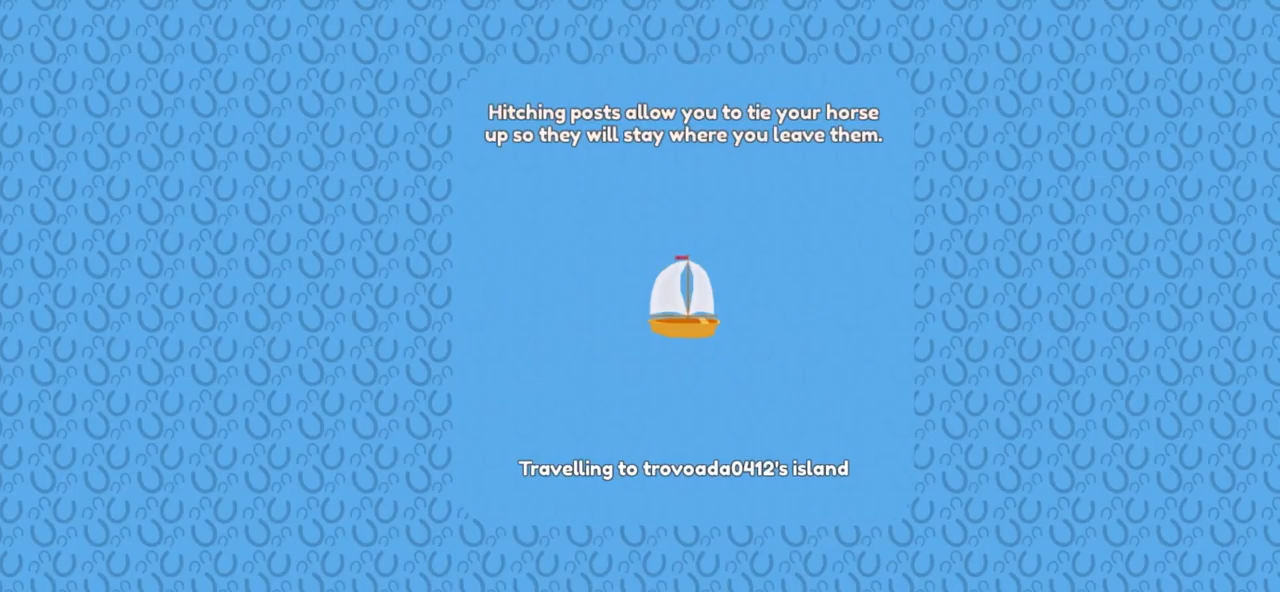 Hitching posts allow you to tie your horse
up so they will stay where you leave them.
Travelling to trovoada0412's island